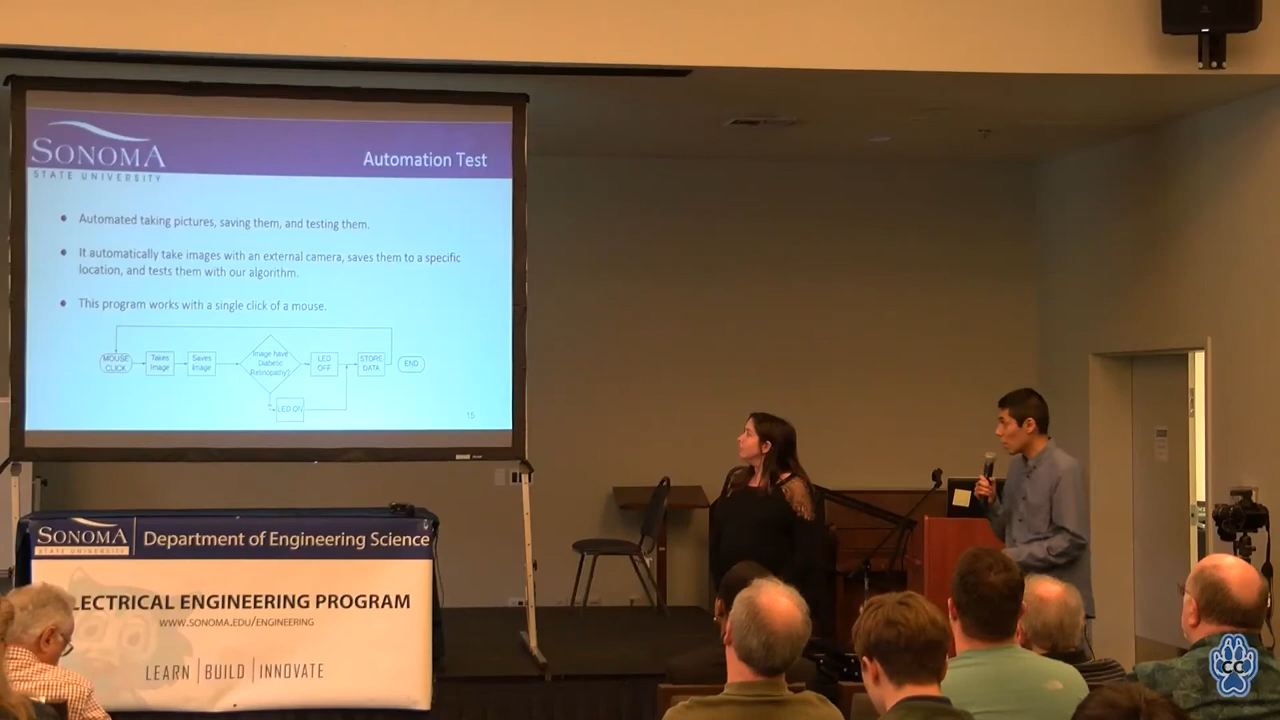 SONOMA
STATE UNIVERSITY
Automation Test
Automated taking pictures, saving them, and testing them.
It automatically take images with an external camera, saves them to a specific
location, and tests them with our algorithm.
This program works with a single click of a mouse.
MOUSE
CLICK
Takes
Image
Saves
Image
Image have
Diabetic
Retinopathy?
LED
OFF
STORE
DATA
END
LED ON
15
SONOMA
STATE UNIVERSITY
Department of Engineering Science
LECTRICAL ENGINEERING PROGRAM
WWW.SONOMA.EDU/ENGINEERING
LEARN | BUILD | INNOVATE
CC